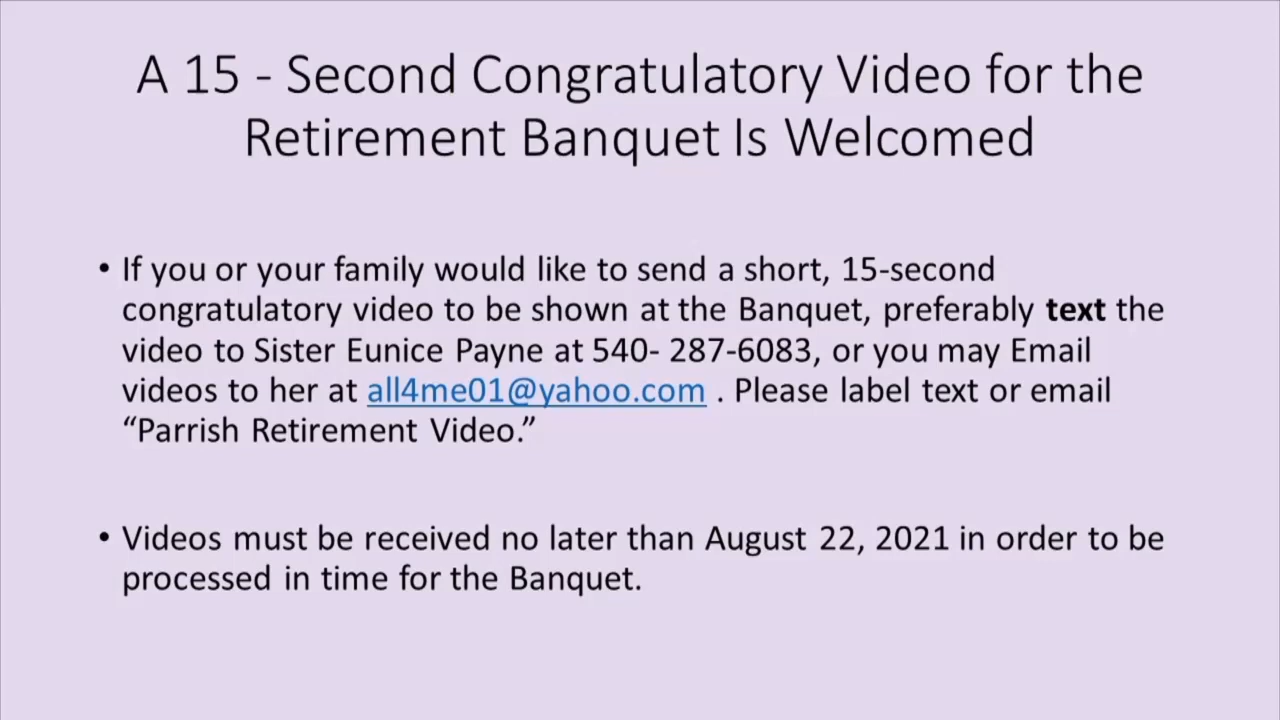 A 15 - Second Congratulatory Video for the
Retirement Banquet Is Welcomed
• If you or your family would like to send a short, 15-second
congratulatory video to be shown at the Banquet, preferably text the
video to Sister Eunice Payne at 540- 287-6083, or you may Email
videos to her at all4me01@yahoo.com . Please label text or email
“Parrish Retirement Video.”
• Videos must be received no later than August 22, 2021 in order to be
processed in time for the Banquet.